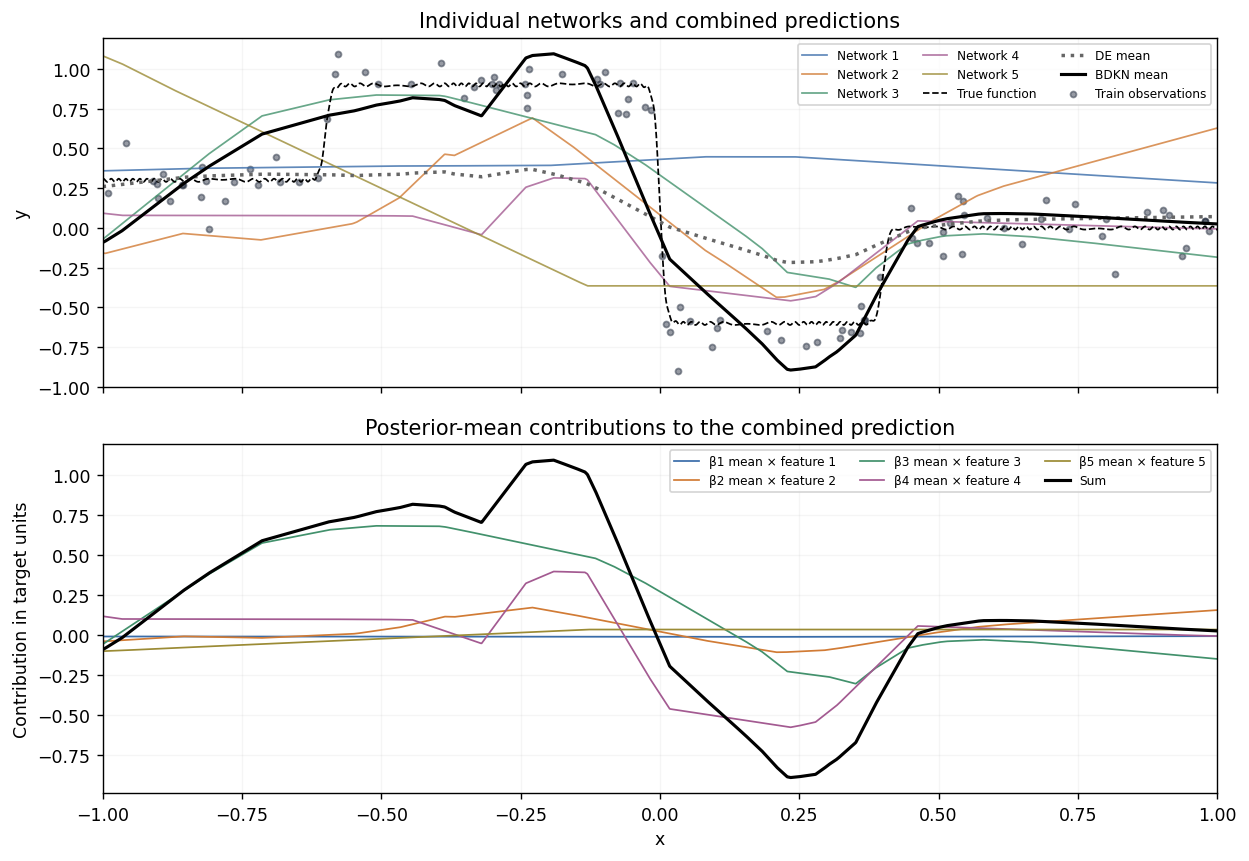 Individual networks and combined predictions
1.00
0.75
0.50
0.25
0.00
−0.25
−0.50
−0.75
−1.00
y
Network 1
Network 2
Network 3
Network 4
Network 5
True function
DE mean
BDKN mean
Train observations
Posterior-mean contributions to the combined prediction
1.00
0.75
0.50
0.25
0.00
−0.25
−0.50
−0.75
Contribution in target units
β1 mean × feature 1
β2 mean × feature 2
β3 mean × feature 3
β4 mean × feature 4
β5 mean × feature 5
Sum
−1.00 −0.75 −0.50 −0.25 0.00 0.25 0.50 0.75 1.00
x